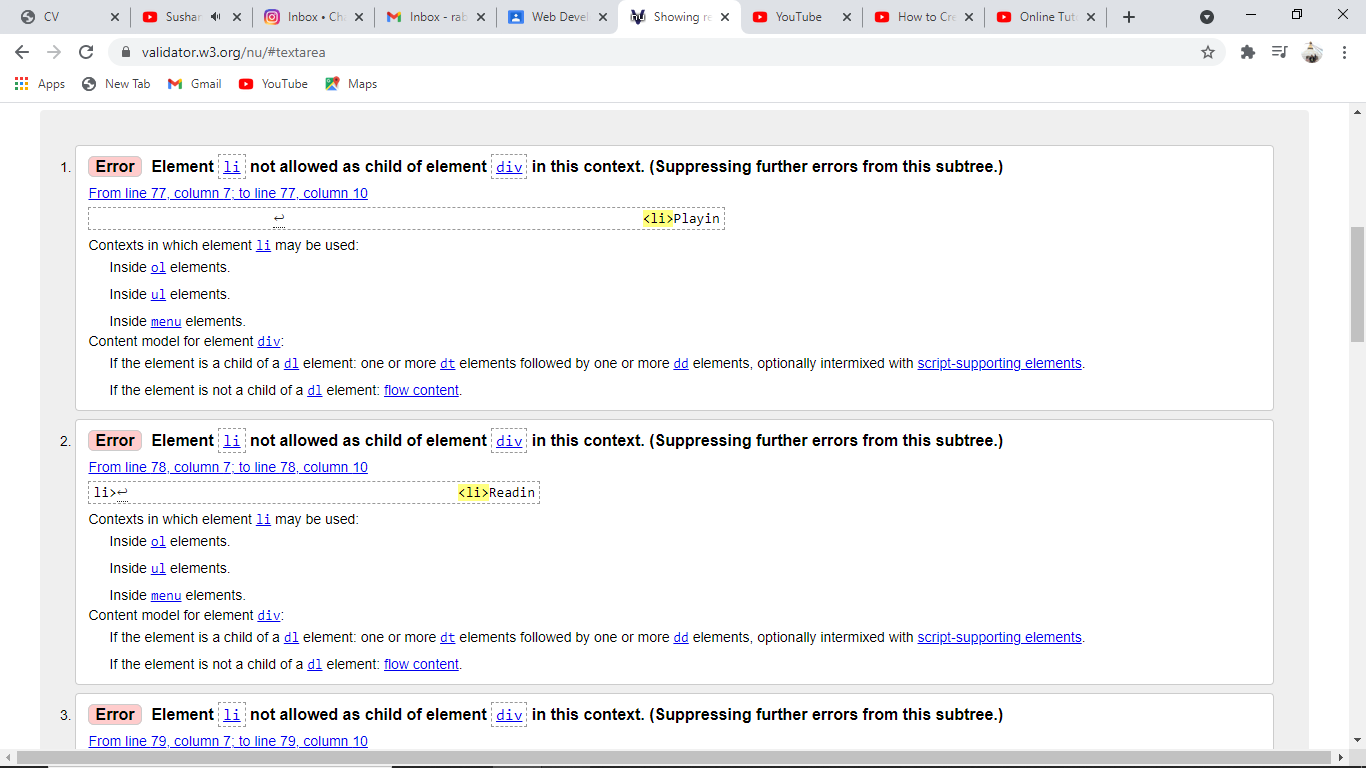 CV
Sushar
Inbox • Ch
Inbox - rab
Web Devel
Showing re
YouTube
How to Cre
Online Tut
validator.w3.org/nu/#textarea
Apps
New Tab
Gmail
YouTube
Maps
1. Error Element li not allowed as child of element div in this context. (Suppressing further errors from this subtree.)
From line 77, column 7; to line 77, column 10
↩ <li>Playin
Contexts in which element li may be used:
Inside ol elements.
Inside ul elements.
Inside menu elements.
Content model for element div:
If the element is a child of a dl element: one or more dt elements followed by one or more dd elements, optionally intermixed with script-supporting elements.
If the element is not a child of a dl element: flow content.
2. Error Element li not allowed as child of element div in this context. (Suppressing further errors from this subtree.)
From line 78, column 7; to line 78, column 10
li>↩ <li>Readin
Contexts in which element li may be used:
Inside ol elements.
Inside ul elements.
Inside menu elements.
Content model for element div:
If the element is a child of a dl element: one or more dt elements followed by one or more dd elements, optionally intermixed with script-supporting elements.
If the element is not a child of a dl element: flow content.
3. Error Element li not allowed as child of element div in this context. (Suppressing further errors from this subtree.)
From line 79, column 7; to line 79, column 10